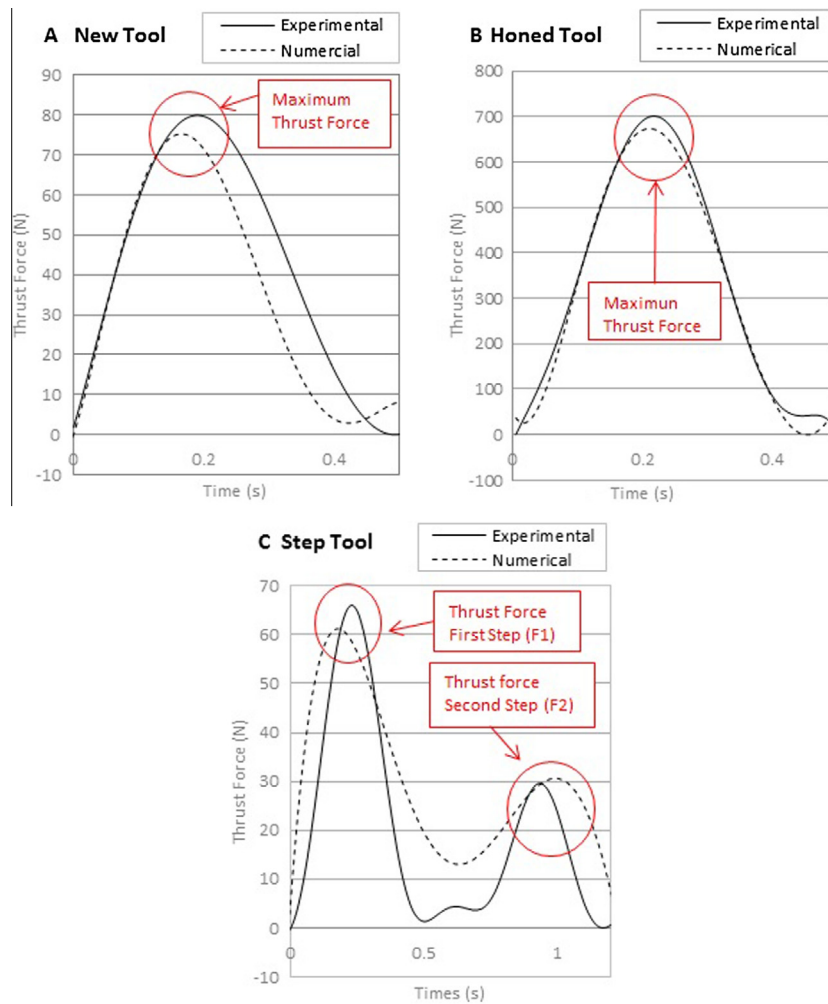 A New Tool
Experimental
Numercial
Maximum
Thrust Force
90
80
70
60
50
40
30
20
10
0
-10
Thrust Force (N)
0
0.2
0.4
Time (s)
B Honed Tool
Experimental
Numerical
Maximun
Thrust Force
800
700
600
500
400
300
200
100
0
-100
Thrust Force (N)
0
0.2
0.4
Time (s)
C Step Tool
Experimental
Numerical
Thrust Force
First Step (F1)
Thrust force
Second Step (F2)
70
60
50
40
30
20
10
0
-10
Thrust Force (N)
0
0.5
1
Times (s)